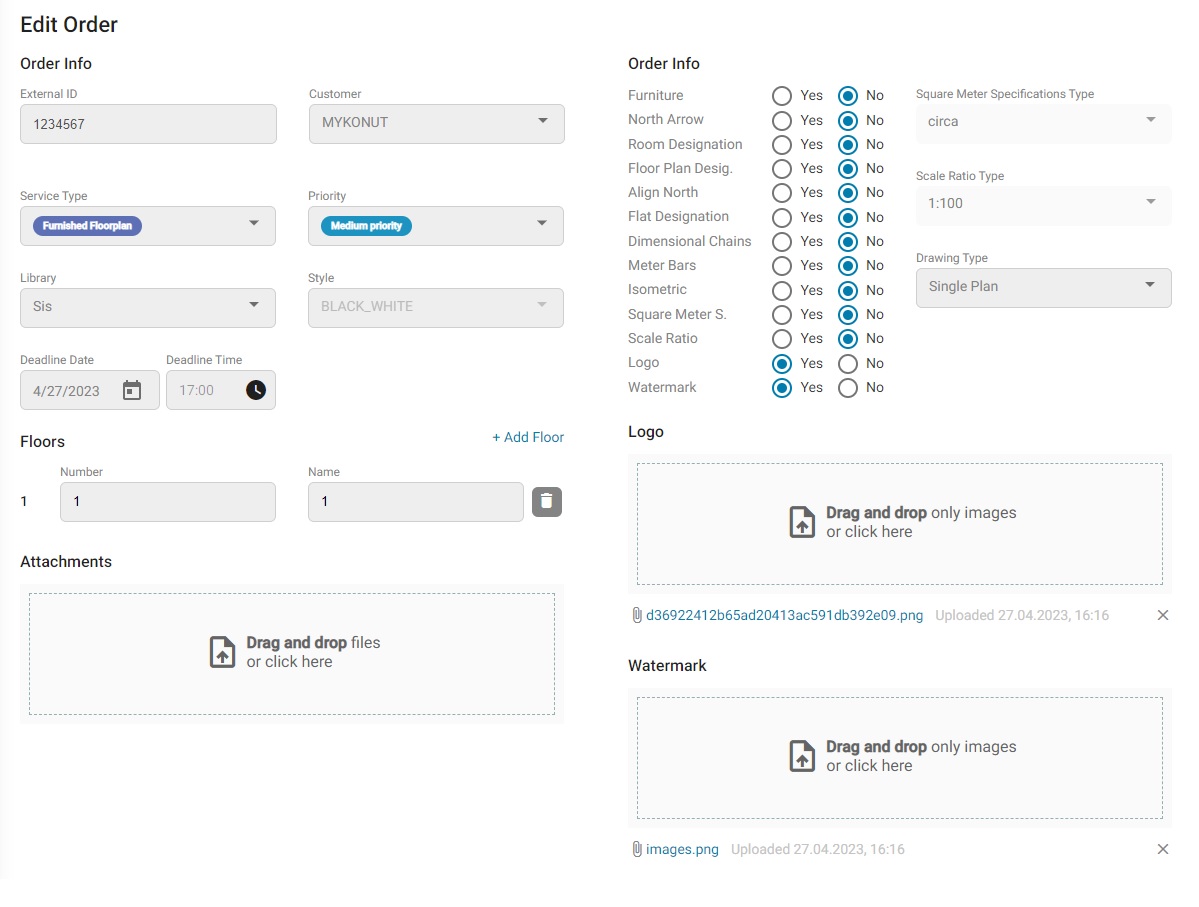 Edit Order
Order Info
External ID
Customer
1234567
MYKONUT
Service Type
Priority
Furnished Floorplan
Medium priority
Library
Style
Sis
BLACK_WHITE
Deadline Date
Deadline Time
4/27/2023
17:00
Floors
+ Add Floor
Number
Name
1
1
1
Attachments
Drag and drop files
or click here
Order Info
Furniture Yes No
North Arrow Yes No
Room Designation Yes No
Floor Plan Desig. Yes No
Align North Yes No
Flat Designation Yes No
Dimensional Chains Yes No
Meter Bars Yes No
Isometric Yes No
Square Meter S. Yes No
Scale Ratio Yes No
Logo Yes No
Watermark Yes No
Square Meter Specifications Type
circa
Scale Ratio Type
1:100
Drawing Type
Single Plan
Logo
Drag and drop only images
or click here
d36922412b65ad20413ac591db392e09.png Uploaded 27.04.2023, 16:16
Watermark
Drag and drop only images
or click here
images.png Uploaded 27.04.2023, 16:16